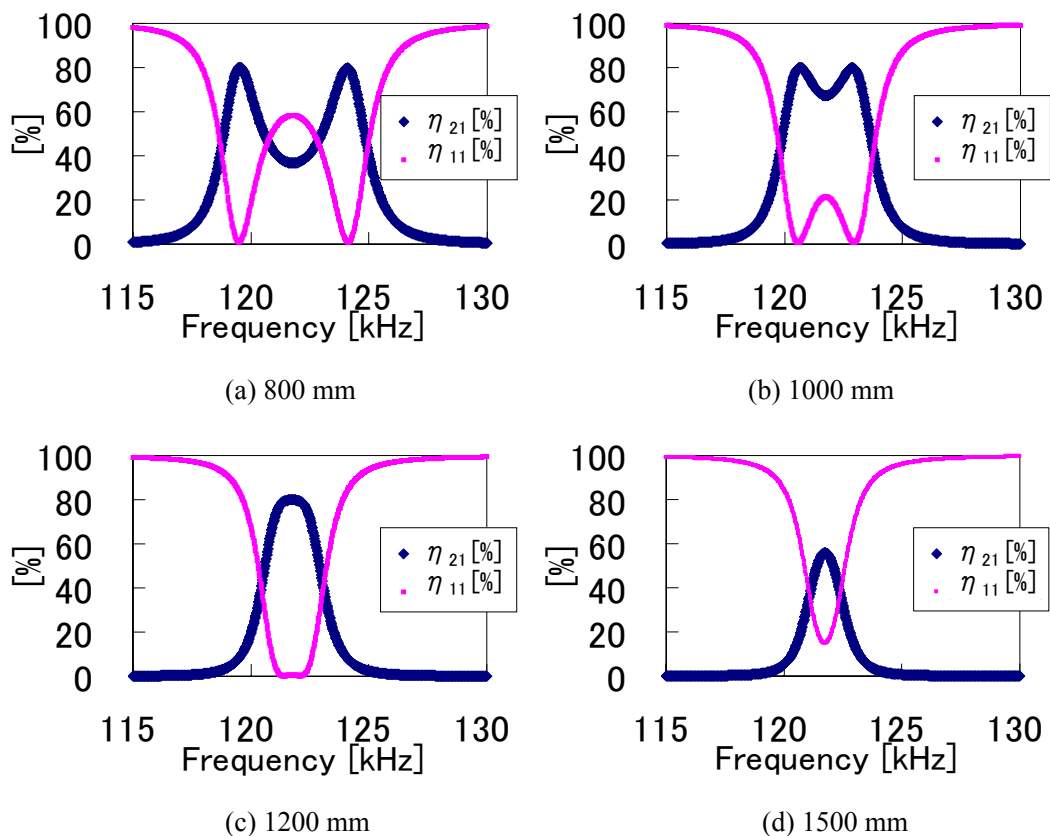 100
80
60
40
20
0
[%]
η 21 [%]
η 11 [%]
115 120 125 130
Frequency [kHz]
(a) 800 mm
100
80
60
40
20
0
[%]
η 21 [%]
η 11 [%]
115 120 125 130
Frequency [kHz]
(b) 1000 mm
100
80
60
40
20
0
[%]
η 21 [%]
η 11 [%]
115 120 125 130
Frequency [kHz]
(c) 1200 mm
100
80
60
40
20
0
[%]
η 21 [%]
η 11 [%]
115 120 125 130
Frequency [kHz]
(d) 1500 mm